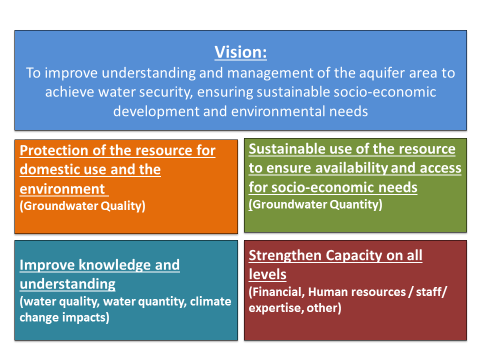 Vision:
To improve understanding and management of the aquifer area to
achieve water security, ensuring sustainable socio-economic
development and environmental needs
Protection of the resource for
domestic use and the
environment
(Groundwater Quality)
Sustainable use of the resource
to ensure availability and access
for socio-economic needs
(Groundwater Quantity)
Improve knowledge and
understanding
(water quality, water quantity, climate
change impacts)
Strengthen Capacity on all
levels
(Financial, Human resources / staff/
expertise, other)